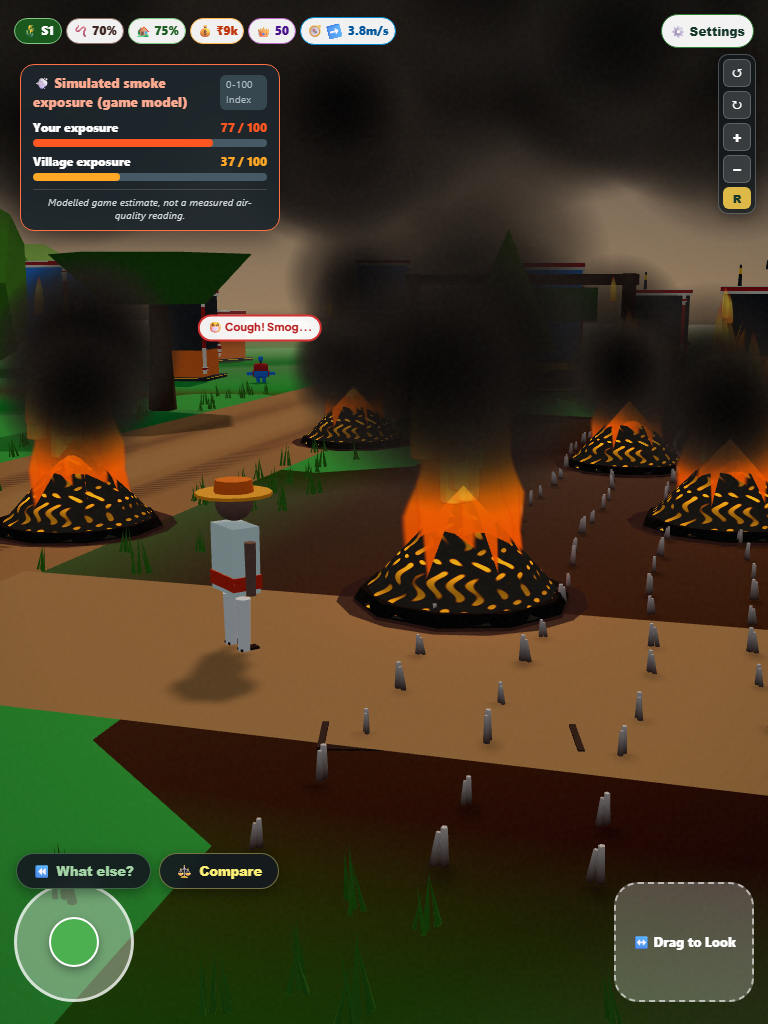 S1
70%
75%
₹9k
50
3.8m/s
Settings
Simulated smoke
exposure (game model)
0-100
Index
Your exposure
77 / 100
Village exposure
37 / 100
Modelled game estimate, not a measured air-
quality reading.
↺
↻
+
−
R
Cough! Smog...
What else?
Compare
Drag to Look